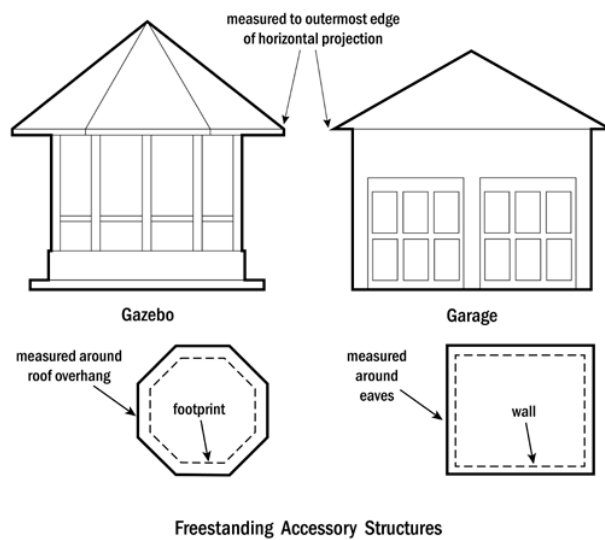 measured to outermost edge
of horizontal projection
Gazebo
Garage
measured around
roof overhang
footprint
measured
around
eaves
wall
Freestanding Accessory Structures